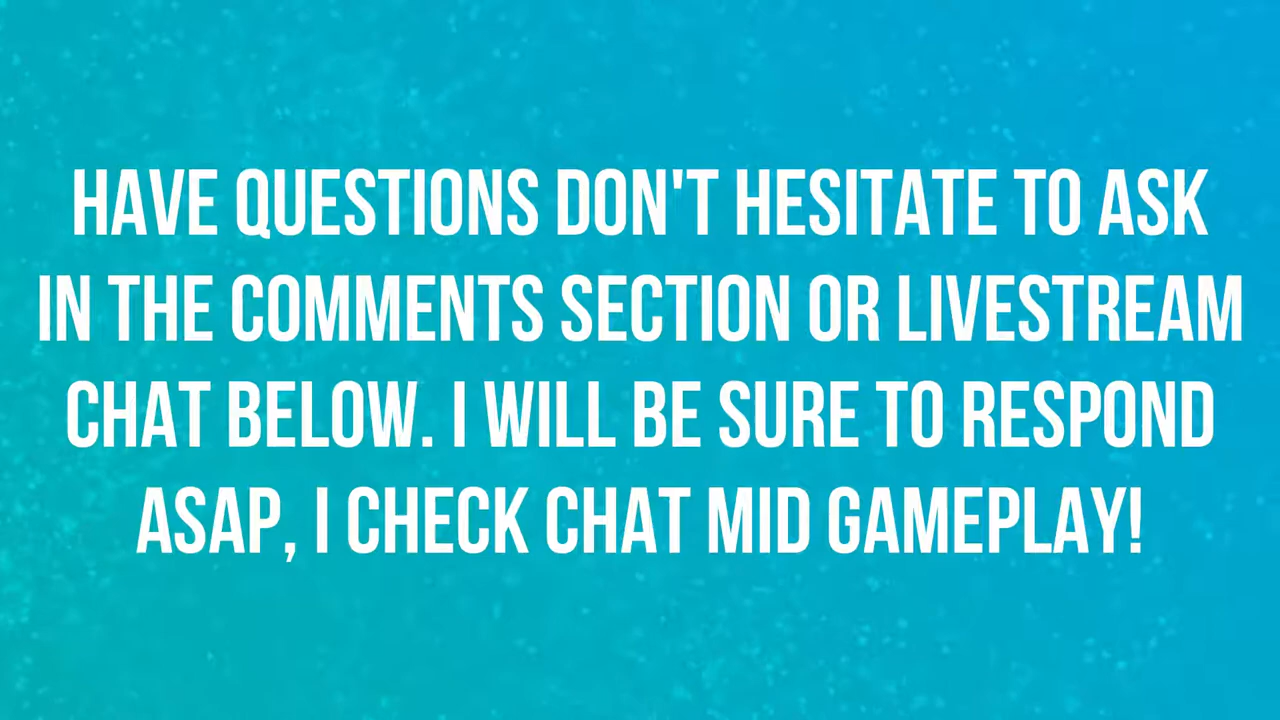 HAVE QUESTIONS DON'T HESITATE TO ASK
IN THE COMMENTS SECTION OR LIVESTREAM
CHAT BELOW. I WILL BE SURE TO RESPOND
ASAP, I CHECK CHAT MID GAMEPLAY!